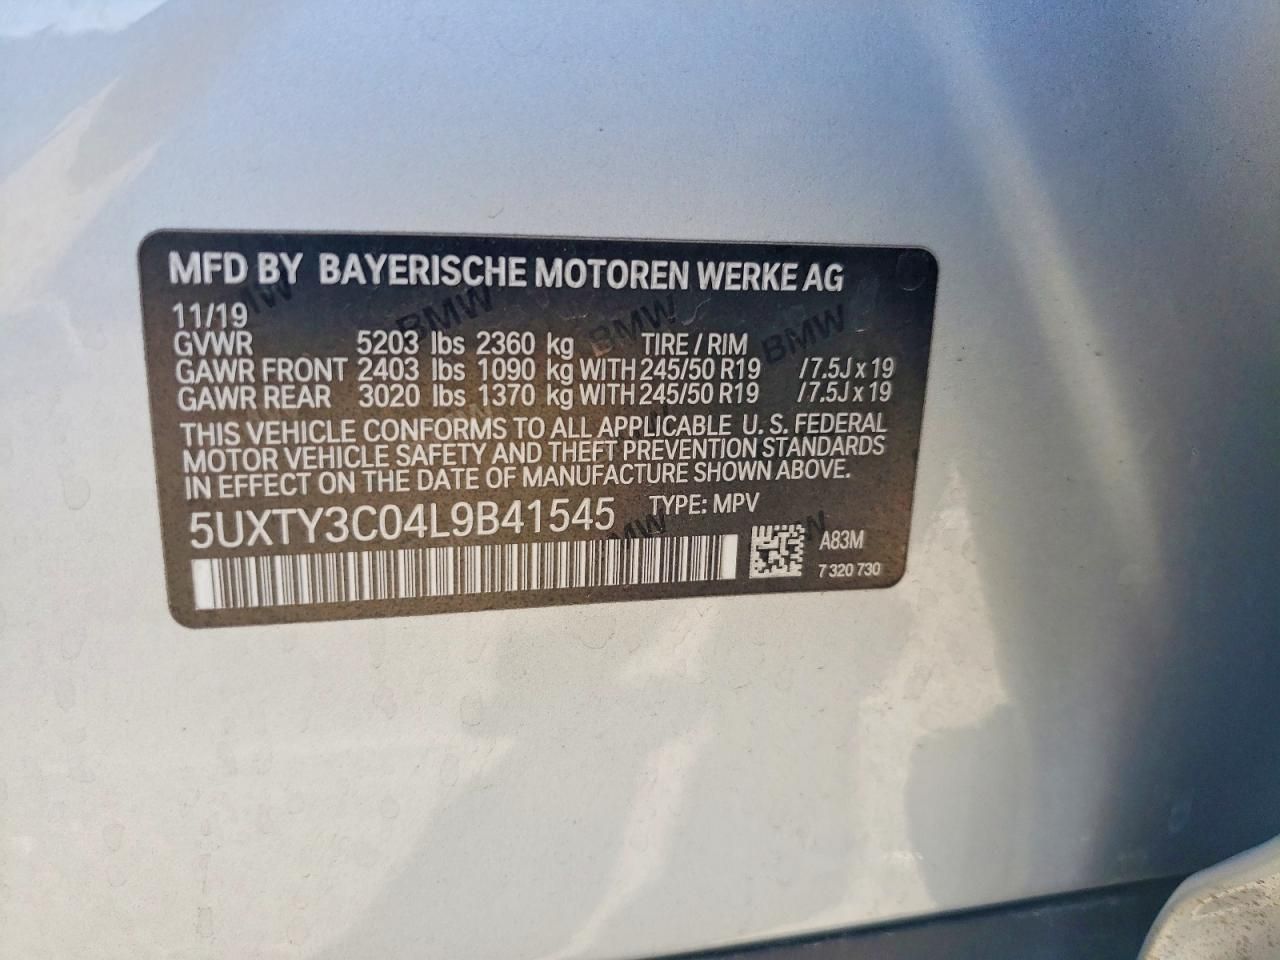 MFD BY BAYERISCHE MOTOREN WERKE AG
11/19
GVWR 5203 lbs 2360 kg TIRE / RIM
GAWR FRONT 2403 lbs 1090 kg WITH 245/50 R19 /7.5J x 19
GAWR REAR 3020 lbs 1370 kg WITH 245/50 R19 /7.5J x 19
THIS VEHICLE CONFORMS TO ALL APPLICABLE U. S. FEDERAL
MOTOR VEHICLE SAFETY AND THEFT PREVENTION STANDARDS
IN EFFECT ON THE DATE OF MANUFACTURE SHOWN ABOVE.
5UXTY3C04L9B41545 TYPE: MPV
A83M
7 320 730